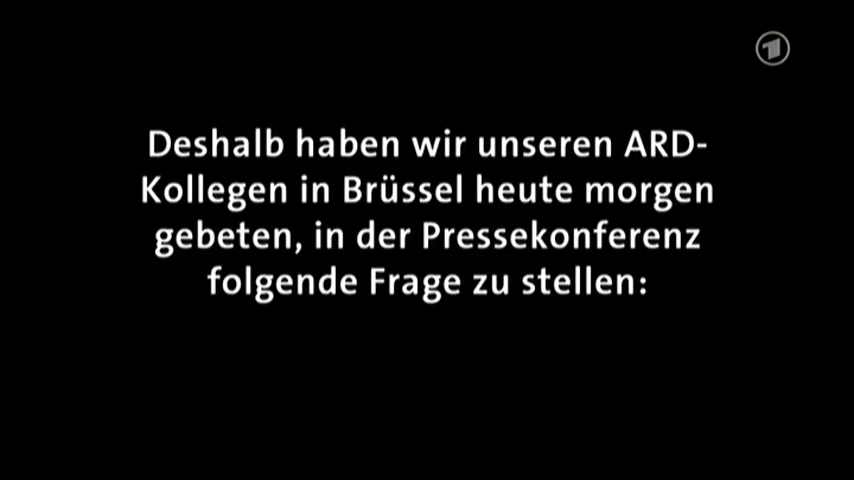 Deshalb haben wir unseren ARD-
Kollegen in Brüssel heute morgen
gebeten, in der Pressekonferenz
folgende Frage zu stellen: